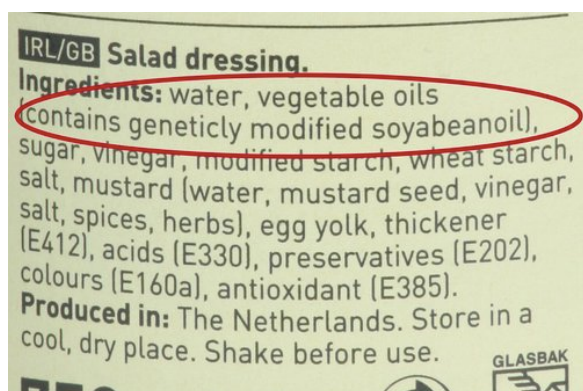 IRL/GB Salad dressing.
Ingredients: water, vegetable oils
(contains geneticly modified soyabeanoil),
sugar, vinegar, modified starch, wheat starch,
salt, mustard (water, mustard seed, vinegar,
salt, spices, herbs), egg yolk, thickener
(E412), acids (E330), preservatives (E202),
colours (E160a), antioxidant (E385).
Produced in: The Netherlands. Store in a
cool, dry place. Shake before use.
GLASBAK